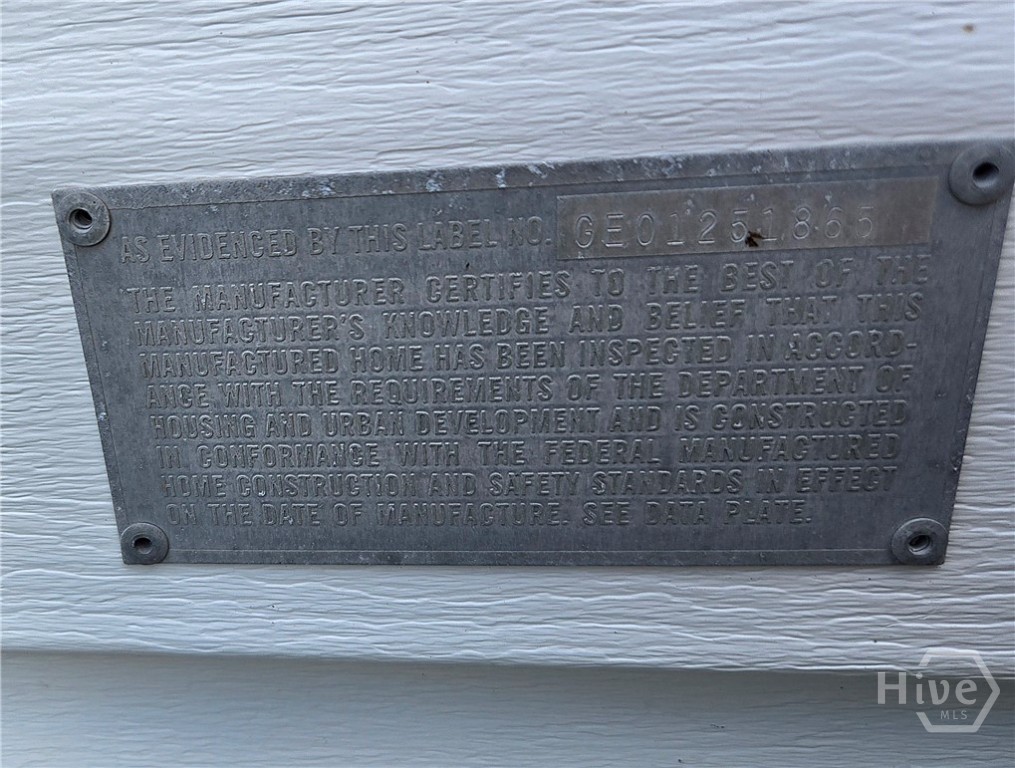 AS EVIDENCED BY THIS LABEL NO. GEO1251865
THE MANUFACTURER CERTIFIES TO THE BEST OF THE
MANUFACTURER'S KNOWLEDGE AND BELIEF THAT THIS
MANUFACTURED HOME HAS BEEN INSPECTED IN ACCORD-
ANCE WITH THE REQUIREMENTS OF THE DEPARTMENT OF
HOUSING AND URBAN DEVELOPMENT AND IS CONSTRUCTED
IN CONFORMANCE WITH THE FEDERAL MANUFACTURED
HOME CONSTRUCTION AND SAFETY STANDARDS IN EFFECT
ON THE DATE OF MANUFACTURE. SEE DATA PLATE.
Hive
MLS